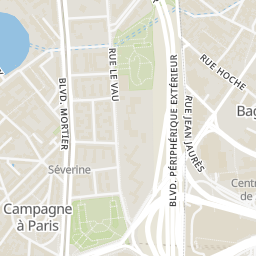 RUE HOCHE
RUE LE VAU
BLVD. MORTIER
BLVD. PÉRIPHÉRIQUE EXTÉRIEUR
RUE JEAN JAURÈS
Bag
Séverine
Centr
de
Campagne
à Paris